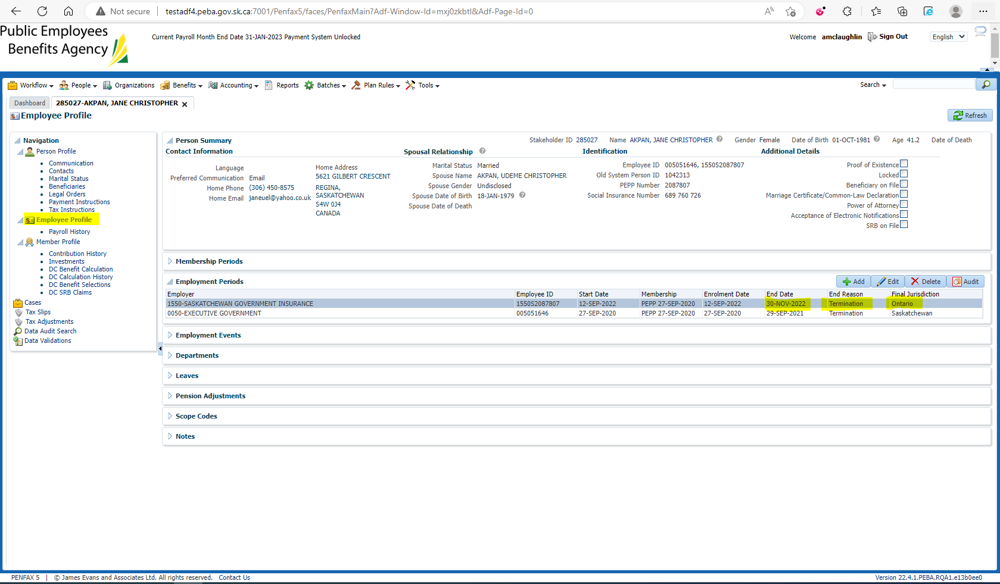 Not secure
testadf4.peba.gov.sk.ca:7001/Penfax5/faces/PenfaxMain?Adf-Window-Id=mxj0zkbtl&Adf-Page-Id=0
Public Employees
Benefits Agency
Current Payroll Month End Date 31-JAN-2023 Payment System Unlocked
Welcome amclaughlin Sign Out English
Workflow People Organizations Benefits Accounting Reports Batches Plan Rules Tools Search
Dashboard 285027-AKPAN, JANE CHRISTOPHER
Employee Profile
Refresh
Navigation
Person Profile
Communication
Contacts
Marital Status
Beneficiaries
Legal Orders
Payment Instructions
Tax Instructions
Employee Profile
Payroll History
Member Profile
Contribution History
Investments
DC Benefit Calculation
DC Calculation History
DC Benefit Selections
DC SRB Claims
Cases
Tax Slips
Tax Adjustments
Data Audit Search
Data Validations
Person Summary Stakeholder ID 285027 Name AKPAN, JANE CHRISTOPHER Gender Female Date of Birth 01-OCT-1981 Age 41.2 Date of Death
Contact Information
Language
Preferred Communication Email
Home Phone (306) 450-8575
Home Email janeuel@yahoo.co.uk
Home Address
5621 GILBERT CRESCENT
REGINA,
SASKATCHEWAN
S4W 0J4
CANADA
Spousal Relationship
Marital Status Married
Spouse Name AKPAN, UDEME CHRISTOPHER
Spouse Gender Undisclosed
Spouse Date of Birth 18-JAN-1979
Spouse Date of Death
Identification
Employee ID 005051646, 1550S2087807
Old System Person ID 1042313
PEPP Number 2087807
Social Insurance Number 689 760 726
Additional Details
Proof of Existence
Locked
Beneficiary on File
Marriage Certificate/Common-Law Declaration
Power of Attorney
Acceptance of Electronic Notifications
SRB on File
Membership Periods
Employment Periods Add Edit Delete Audit
Employer Employee ID Start Date Membership Enrolment Date End Date End Reason Final Jurisdiction
1550-SASKATCHEWAN GOVERNMENT INSURANCE 1550S2087807 12-SEP-2022 PEPP 27-SEP-2020 12-SEP-2022 30-NOV-2022 Termination Ontario
0050-EXECUTIVE GOVERNMENT 005051646 27-SEP-2020 PEPP 27-SEP-2020 27-SEP-2020 29-SEP-2021 Termination Saskatchewan
Employment Events
Departments
Leaves
Pension Adjustments
Scope Codes
Notes
PENFAX 5 | © James Evans and Associates Ltd. All rights reserved. Contact Us
Version 22.4.1.PEBA.RQA1.e13b0ee0